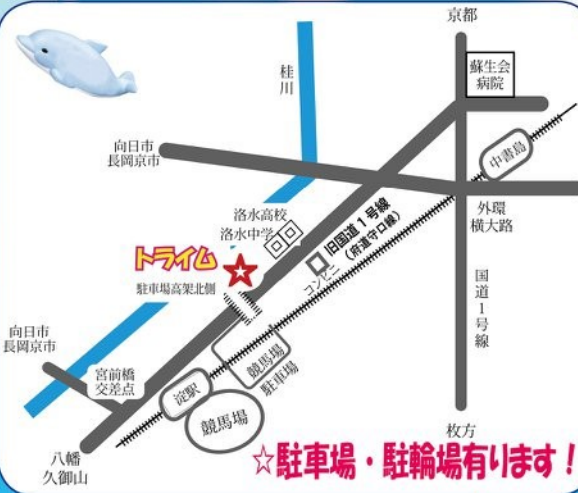 京都
蘇生会
病院
桂川
向日市
長岡京市
中書島
外環
横大路
洛水高校
洛水中学
旧国道1号線
(府道守口線)
コンビニ
トライム
駐車場高架北側
国道1号線
向日市
長岡京市
宮前橋
交差点
競馬場
駐車場
淀駅
競馬場
八幡
久御山
枚方
☆駐車場・駐輪場有ります!